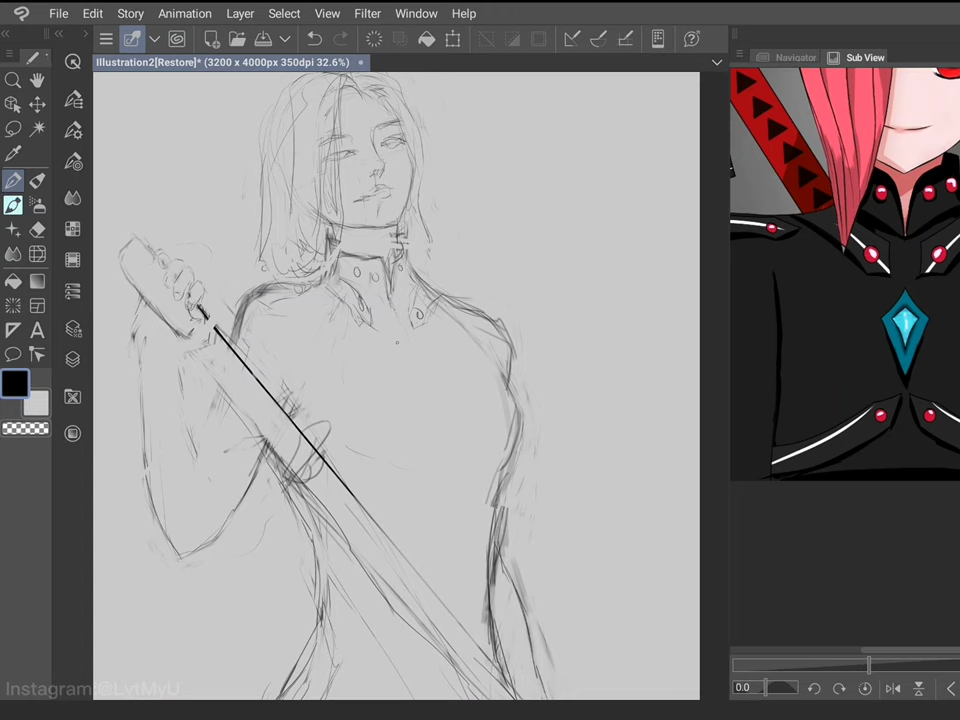 File Edit Story Animation Layer Select View Filter Window Help
Illustration2[Restore]* (3200 x 4000px 350dpi 32.6%)
Navigator Sub View
A
0.0
Instagram:@LvtMyU